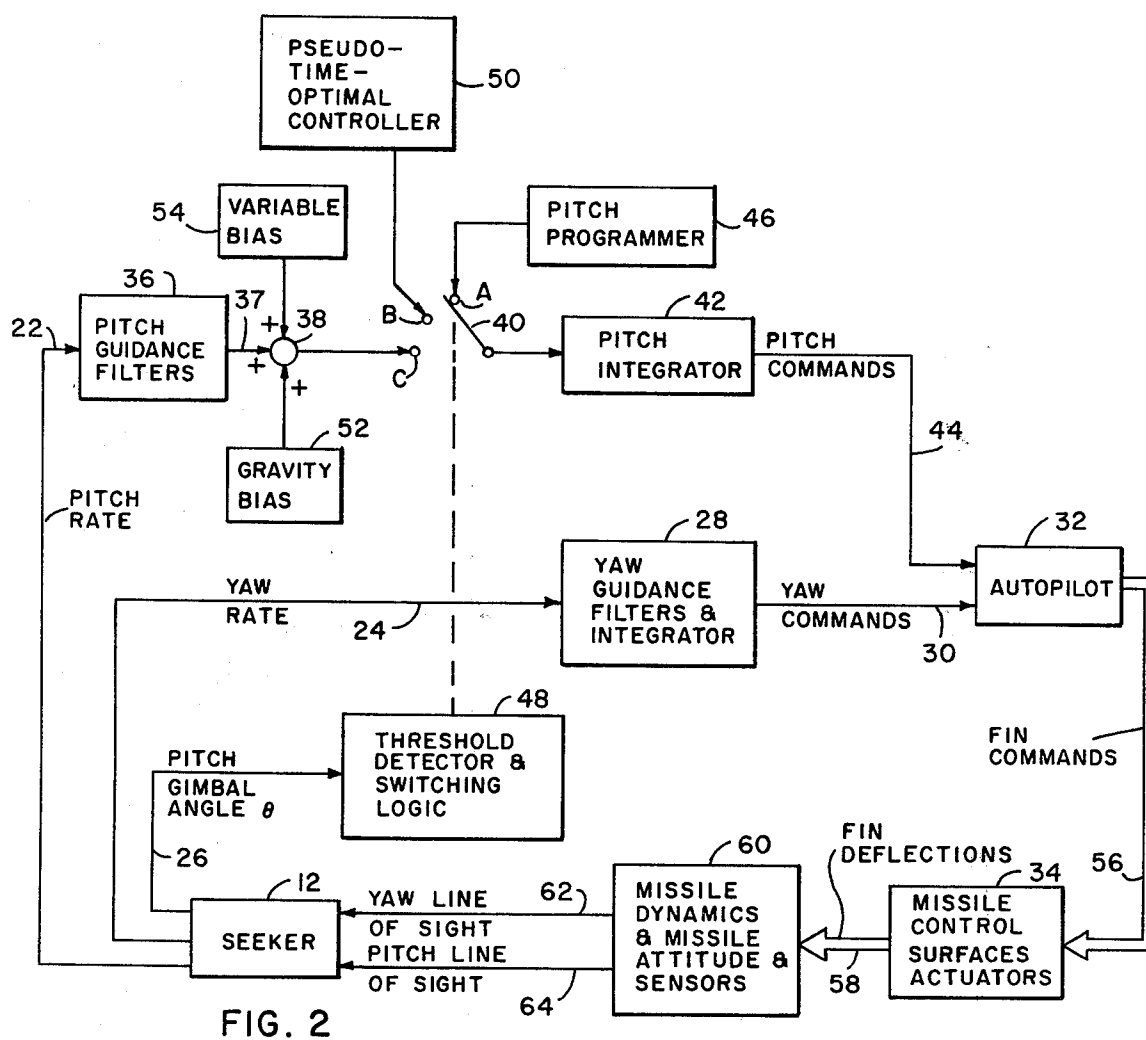 PSEUDO-
TIME-
OPTIMAL
CONTROLLER
50
54
VARIABLE
BIAS
PITCH
PROGRAMMER
46
36
37
38
22
PITCH
GUIDANCE
FILTERS
+
+
+
A
B
C
40
42
PITCH
INTEGRATOR
PITCH
COMMANDS
44
52
GRAVITY
BIAS
PITCH
RATE
28
YAW
GUIDANCE
FILTERS &
INTEGRATOR
32
AUTOPILOT
YAW
RATE
24
YAW
COMMANDS
30
48
THRESHOLD
DETECTOR &
SWITCHING
LOGIC
PITCH
GIMBAL
ANGLE θ
26
FIN
COMMANDS
56
FIN
DEFLECTIONS
12
SEEKER
YAW LINE
OF SIGHT
62
PITCH LINE
OF SIGHT
64
60
MISSILE
DYNAMICS
& MISSILE
ATTITUDE &
SENSORS
58
34
MISSILE
CONTROL
SURFACES
ACTUATORS
FIG. 2